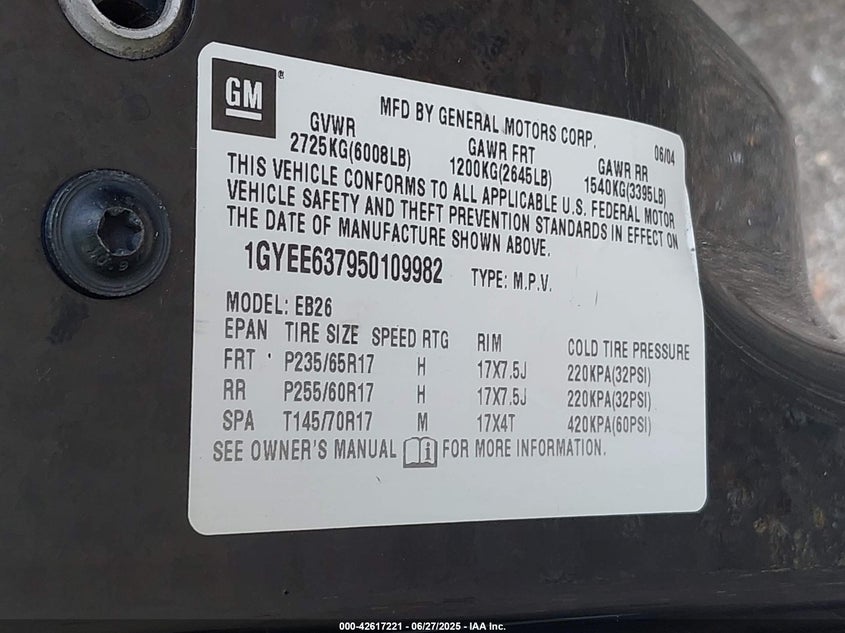 GM
MFD BY GENERAL MOTORS CORP.
06/04
GVWR
2725KG(6008LB)
GAWR FRT
1200KG(2645LB)
GAWR RR
1540KG(3395LB)
THIS VEHICLE CONFORMS TO ALL APPLICABLE U.S. FEDERAL MOTOR
VEHICLE SAFETY AND THEFT PREVENTION STANDARDS IN EFFECT ON
THE DATE OF MANUFACTURE SHOWN ABOVE.
1GYEE637950109982 TYPE: M.P.V.
MODEL: EB26
EPAN TIRE SIZE SPEED RTG RIM COLD TIRE PRESSURE
FRT P235/65R17 H 17X7.5J 220KPA(32PSI)
RR P255/60R17 H 17X7.5J 220KPA(32PSI)
SPA T145/70R17 M 17X4T 420KPA(60PSI)
SEE OWNER'S MANUAL FOR MORE INFORMATION.
10.9
000-42617221 - 06/27/2025 - IAA Inc.